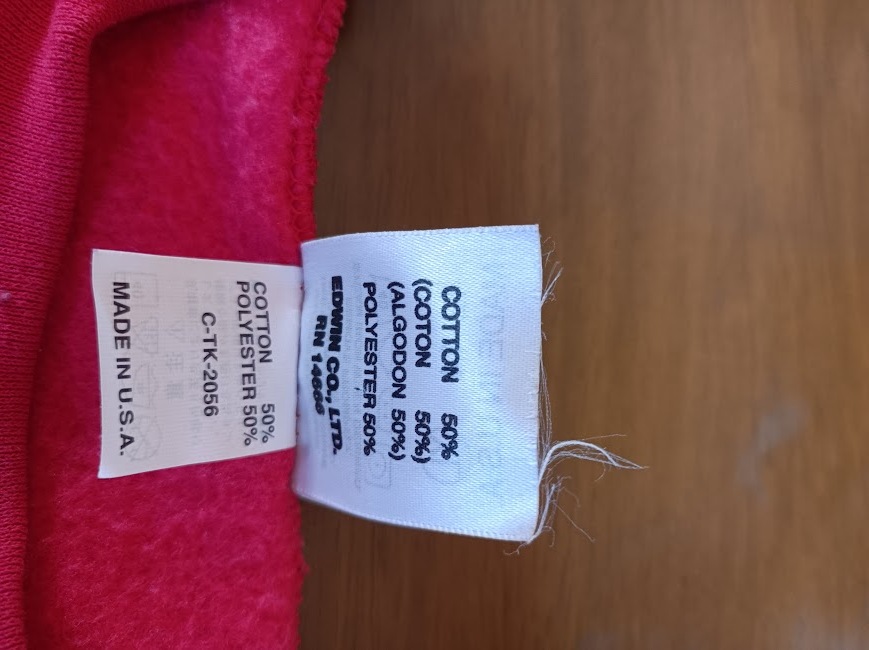 COTTON 50%
(COTON 50%)
(ALGODON 50%)
POLYESTER 50%
EDWIN CO., LTD.
RN 14666
COTTON 50%
POLYESTER 50%
C-TK-2056
MADE IN U.S.A.